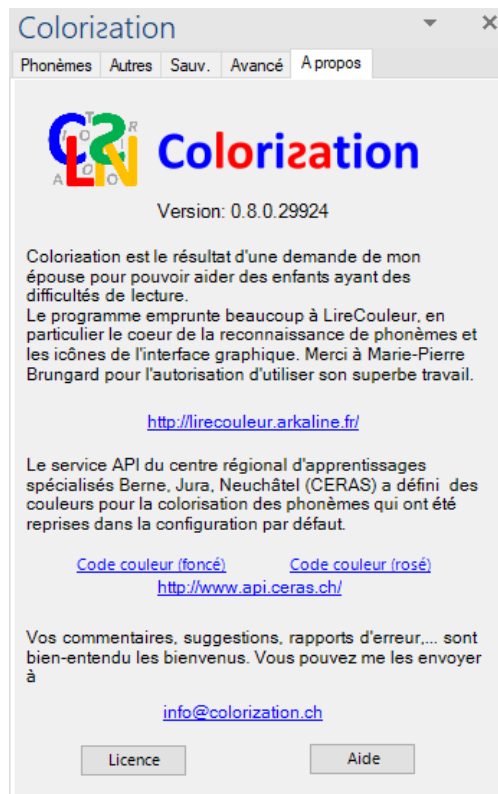 Coloriƨation
Phonèmes Autres Sauv. Avancé A propos
Coloriƨation
Version: 0.8.0.29924
Coloriƨation est le résultat d'une demande de mon
épouse pour pouvoir aider des enfants ayant des
difficultés de lecture.
Le programme emprunte beaucoup à LireCouleur, en
particulier le coeur de la reconnaissance de phonèmes et
les icônes de l'interface graphique. Merci à Marie-Pierre
Brungard pour l'autorisation d'utiliser son superbe travail.
http://lirecouleur.arkaline.fr/
Le service API du centre régional d'apprentissages
spécialisés Berne, Jura, Neuchâtel (CERAS) a défini des
couleurs pour la colorisation des phonèmes qui ont été
reprises dans la configuration par défaut.
Code couleur (foncé) Code couleur (rosé)
http://www.api.ceras.ch/
Vos commentaires, suggestions, rapports d'erreur,... sont
bien-entendu les bienvenus. Vous pouvez me les envoyer
à
info@colorization.ch
Licence Aide